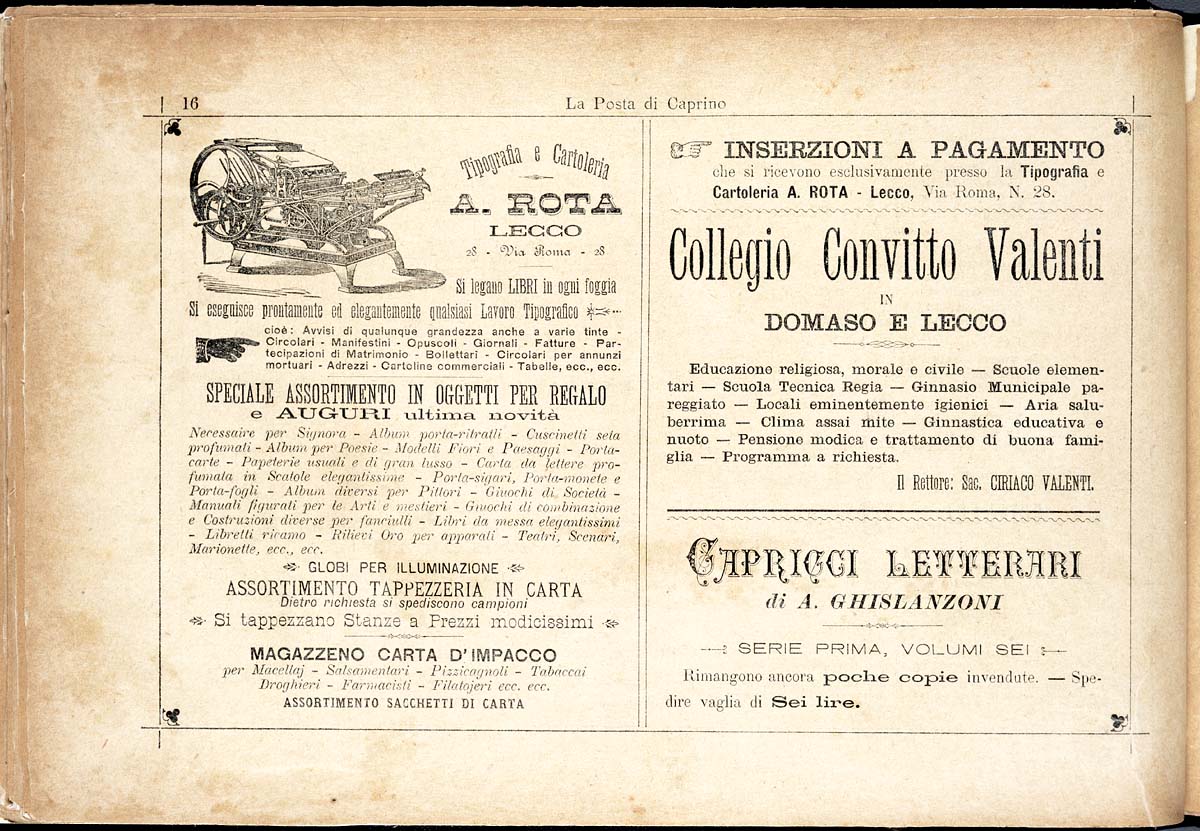 16
La Posta di Caprino
Tipografia e Cartoleria
A. ROTA
LECCO
28 - Via Roma - 28
Si legano LIBRI in ogni foggia
Si eseguisce prontamente ed elegantemente qualsiasi Lavoro Tipografico
cioè: Avvisi di qualunque grandezza anche a varie tinte -
Circolari - Manifestini - Opuscoli - Giornali - Fatture - Par-
tecipazioni di Matrimonio - Bollettari - Circolari per annunzi
mortuari - Adrezzi - Cartoline commerciali - Tabelle, ecc., ecc.
SPECIALE ASSORTIMENTO IN OGGETTI PER REGALO
e AUGURI ultima novità
Necessaire per Signora - Album porta-ritratti - Cuscinetti seta
profumati - Album per Poesie - Modelli Fiori e Paesaggi - Porta-
carte - Papeterie usuali e di gran lusso - Carta da lettere pro-
fumata in Scatole elegantissime - Porta-sigari, Porta-monete e
Porta-fogli - Album diversi per Pittori - Giuochi di Società -
Manuali figurati per le Arti e mestieri - Giuochi di combinazione
e Costruzioni diverse per fanciulli - Libri da messa elegantissimi
- Libretti ricamo - Rilievi Oro per apparati - Teatri, Scenari,
Marionette, ecc., ecc.
GLOBI PER ILLUMINAZIONE
ASSORTIMENTO TAPPEZZERIA IN CARTA
Dietro richiesta si spediscono campioni
Si tappezzano Stanze a Prezzi modicissimi
MAGAZZENO CARTA D'IMPACCO
per Macellaj - Salsamentari - Pizzicagnoli - Tabaccai
Droghieri - Farmacisti - Filatojeri ecc. ecc.
ASSORTIMENTO SACCHETTI DI CARTA
INSERZIONI A PAGAMENTO
che si ricevono esclusivamente presso la Tipografia e
Cartoleria A. ROTA - Lecco, Via Roma, N. 28.
Collegio Convitto Valenti
IN
DOMASO E LECCO
Educazione religiosa, morale e civile — Scuole elemen-
tari — Scuola Tecnica Regia — Ginnasio Municipale pa-
reggiato — Locali eminentemente igienici — Aria salu-
berrima — Clima assai mite — Ginnastica educativa e
nuoto — Pensione modica e trattamento di buona fami-
glia — Programma a richiesta.
Il Rettore: Sac. CIRIACO VALENTI.
CAPRICCI LETTERARI
di A. GHISLANZONI
SERIE PRIMA, VOLUMI SEI
Rimangono ancora poche copie invendute. — Spe-
dire vaglia di Sei lire.